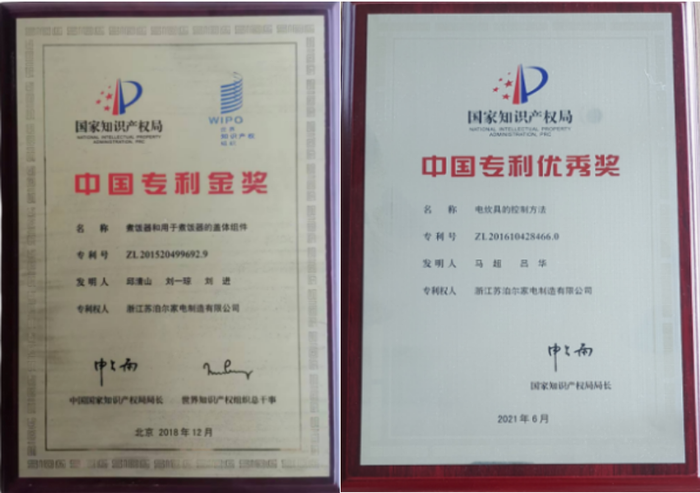 国家知识产权局
NATIONAL INTELLECTUAL PROPERTY
ADMINISTRATION, PRC
WIPO
世界
知识产权
组织
中国专利金奖
名 称 煮饭器和用于煮饭器的盖体组件
专 利 号 ZL201520499692.9
发 明 人 邱清山 刘一琼 刘 进
专利权人 浙江苏泊尔家电制造有限公司
中国国家知识产权局局长 世界知识产权组织总干事
北京 2018年12月
国家知识产权局
NATIONAL INTELLECTUAL PROPERTY
ADMINISTRATION, PRC
中国专利优秀奖
名 称 电炊具的控制方法
专 利 号 ZL201610428466.0
发 明 人 马 超 吕 华
专利权人 浙江苏泊尔家电制造有限公司
国家知识产权局局长
2021年6月